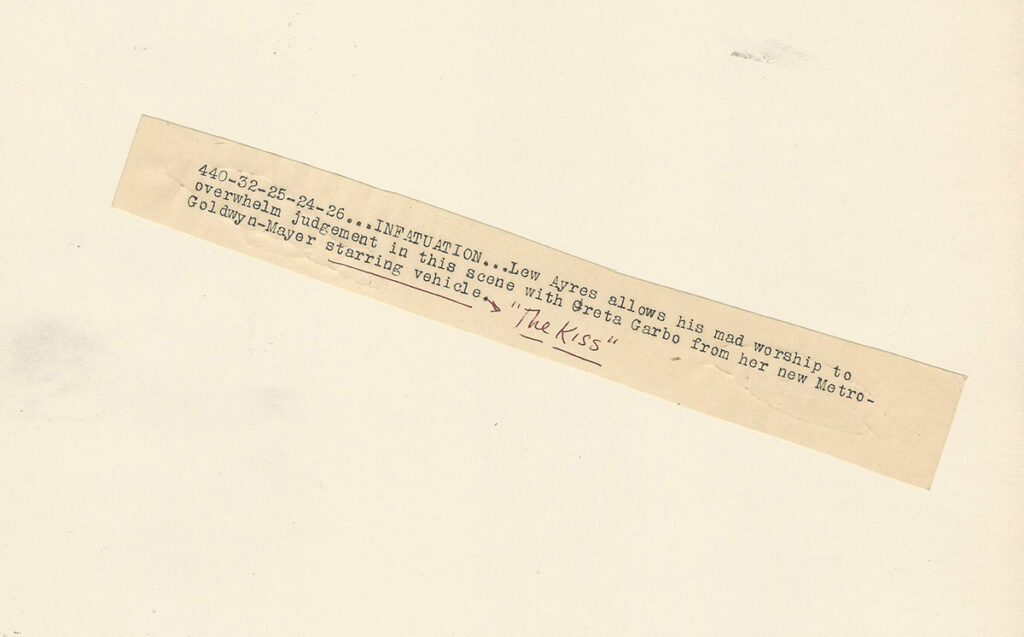 440-32-25-24-26...INFATUATION...Lew Ayres allows his mad worship to
overwhelm judgement in this scene with Greta Garbo from her new Metro-
Goldwyn-Mayer starring vehicle. "The Kiss"